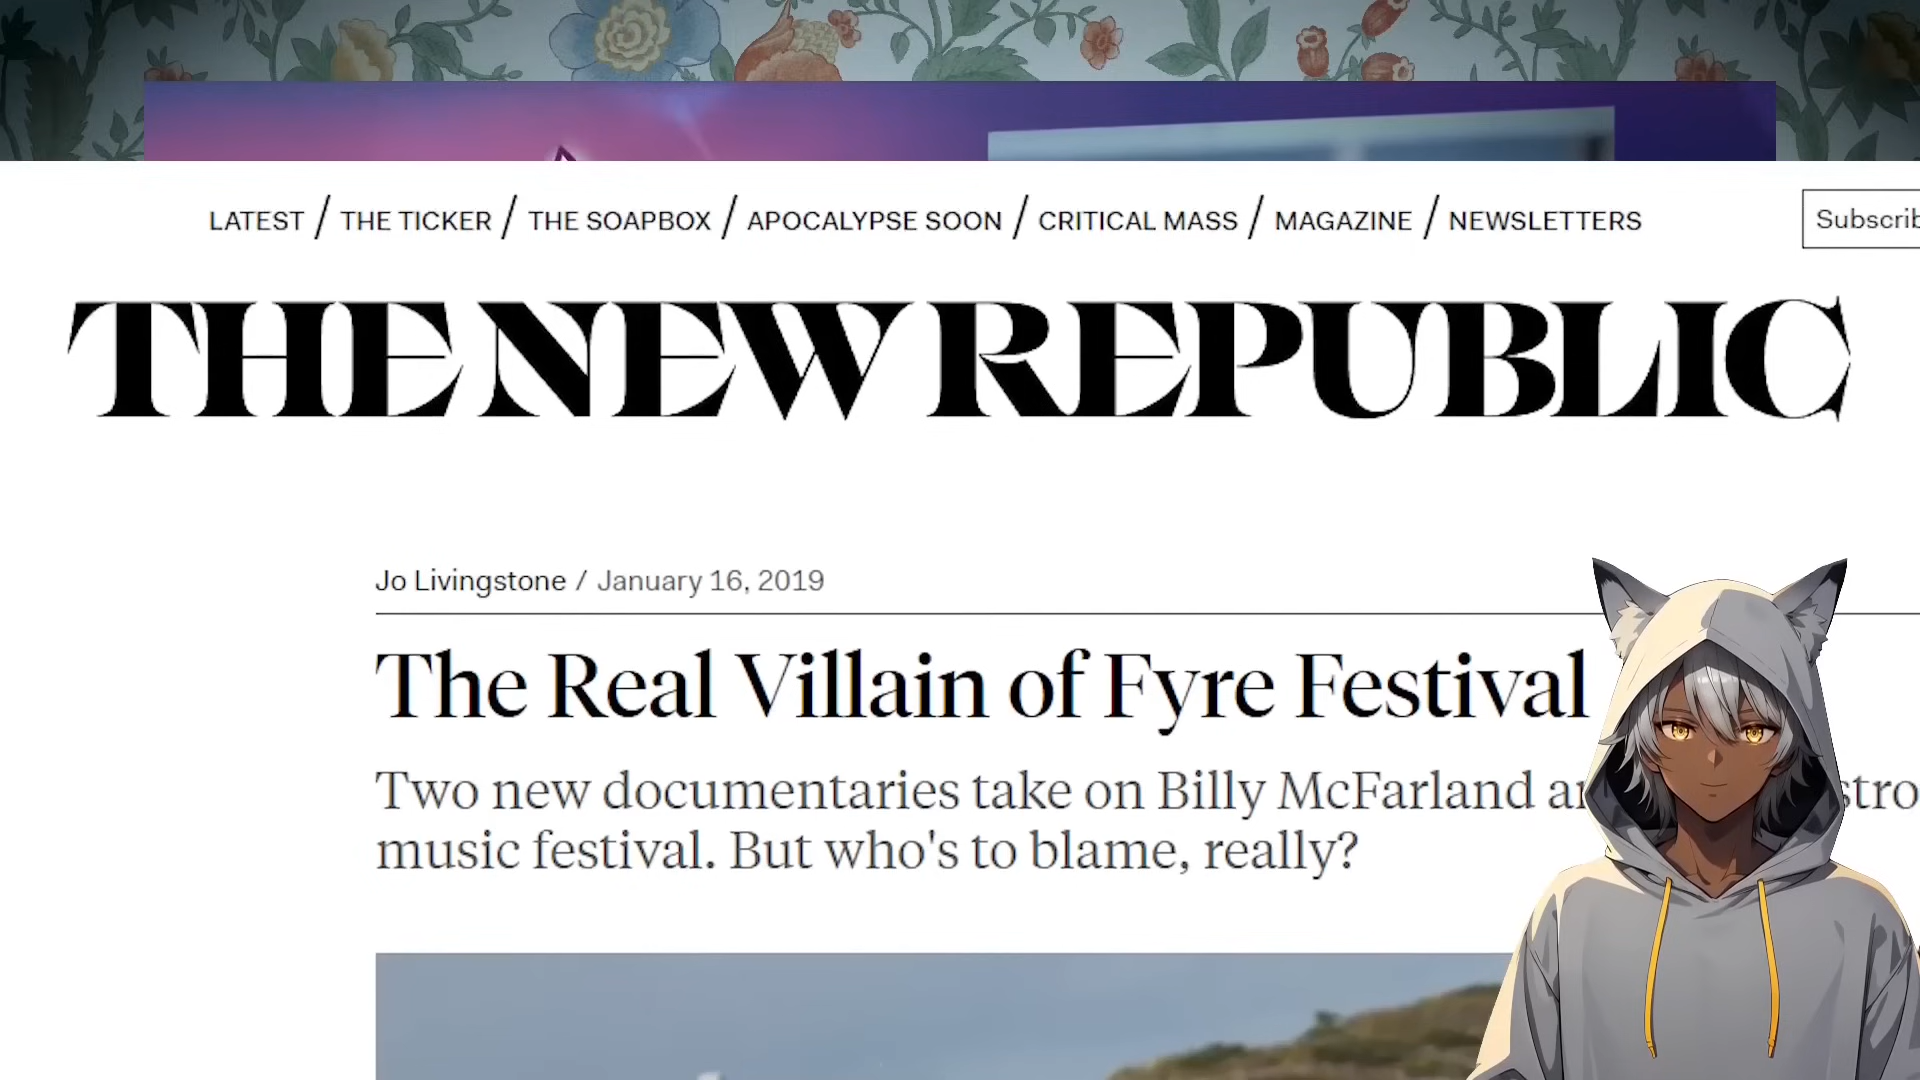 LATEST / THE TICKER / THE SOAPBOX / APOCALYPSE SOON / CRITICAL MASS / MAGAZINE / NEWSLETTERS
Subscrib
THE NEW REPUBLIC
Jo Livingstone / January 16, 2019
The Real Villain of Fyre Festival
Two new documentaries take on Billy McFarland
music festival. But who's to blame, really?